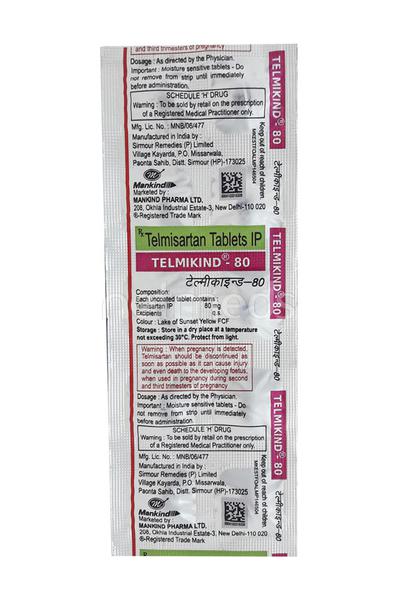 and third trimesters of pregnancy
Dosage : As directed by the Physician.
Important : Moisture sensitive tablets - Do
not remove from strip until immediately
before administration.
SCHEDULE 'H' DRUG
Warning : To be sold by retail on the prescription
of a Registered Medical Practitioner only.
Mfg. Lic. No. : MNB/06/477
Manufactured in India by :
Sirmour Remedies (P) Limited
Village Kayarda, P.O. Missarwala,
Paonta Sahib, Distt. Sirmour (HP)-173025
Mankind
Marketed by :
MANKIND PHARMA LTD.
208, Okhla Industrial Estate-3, New Delhi-110 020
®-Registered Trade Mark
TELMIKIND®- 80
टेल्मीकाइन्ड-80
Keep out of reach of children
Rx Telmisartan Tablets IP
TELMIKIND®- 80
टेल्मीकाइन्ड-80
Composition:
Each uncoated tablet contains :
Telmisartan IP 80 mg
Excipients q.s.
Colour : Lake of Sunset Yellow FCF
Storage : Store in a dry place at a temperature
not exceeding 30°C. Protect from light.
Warning : When pregnancy is detected,
Telmisartan should be discontinued as
soon as possible as it can cause injury
and even death to the developing foetus,
when used in pregnancy during second
and third trimesters of pregnancy
TELMIKIND®- 80
टेल्मीकाइन्ड-80
Dosage : As directed by the Physician.
Important : Moisture sensitive tablets - Do
not remove from strip until immediately
before administration
SCHEDULE 'H' DRUG
Warning : To be sold by retail on the prescription
of a Registered Medical Practitioner only.
Mfg. Lic. No. : MNB/06/477
Manufactured in India by :
Sirmour Remedies (P) Limited
Village Kayarda, P.O. Missarwala,
Paonta Sahib, Distt. Sirmour (HP)-173025
Mankind
Marketed by :
MANKIND PHARMA LTD.
208, Okhla Industrial Estate-3, New Delhi-110 020
®-Registered Trade Mark
TELMIKIND®- 80
टेल्मीकाइन्ड-80
Keep out of reach of children